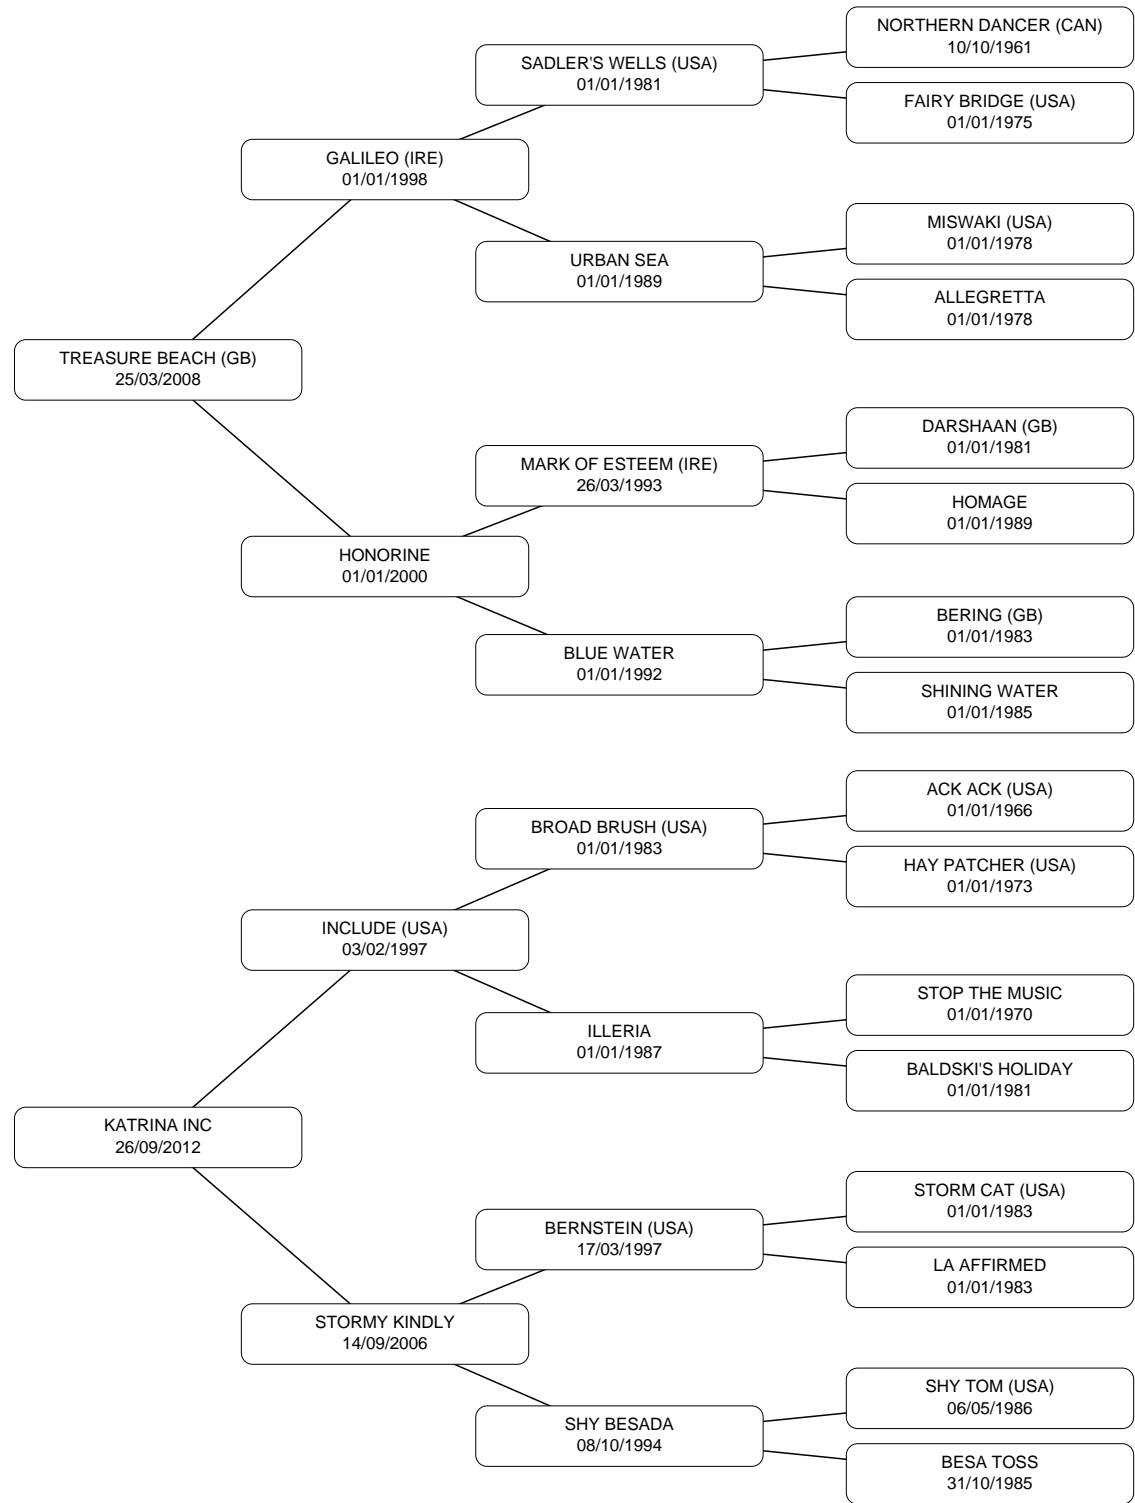 NORTHERN DANCER (CAN)
10/10/1961
SADLER'S WELLS (USA)
01/01/1981
FAIRY BRIDGE (USA)
01/01/1975
GALILEO (IRE)
01/01/1998
MISWAKI (USA)
01/01/1978
URBAN SEA
01/01/1989
ALLEGRETTA
01/01/1978
TREASURE BEACH (GB)
25/03/2008
DARSHAAN (GB)
01/01/1981
MARK OF ESTEEM (IRE)
26/03/1993
HOMAGE
01/01/1989
HONORINE
01/01/2000
BERING (GB)
01/01/1983
BLUE WATER
01/01/1992
SHINING WATER
01/01/1985
ACK ACK (USA)
01/01/1966
BROAD BRUSH (USA)
01/01/1983
HAY PATCHER (USA)
01/01/1973
INCLUDE (USA)
03/02/1997
STOP THE MUSIC
01/01/1970
ILLERIA
01/01/1987
BALDSKI'S HOLIDAY
01/01/1981
KATRINA INC
26/09/2012
STORM CAT (USA)
01/01/1983
BERNSTEIN (USA)
17/03/1997
LA AFFIRMED
01/01/1983
STORMY KINDLY
14/09/2006
SHY TOM (USA)
06/05/1986
SHY BESADA
08/10/1994
BESA TOSS
31/10/1985